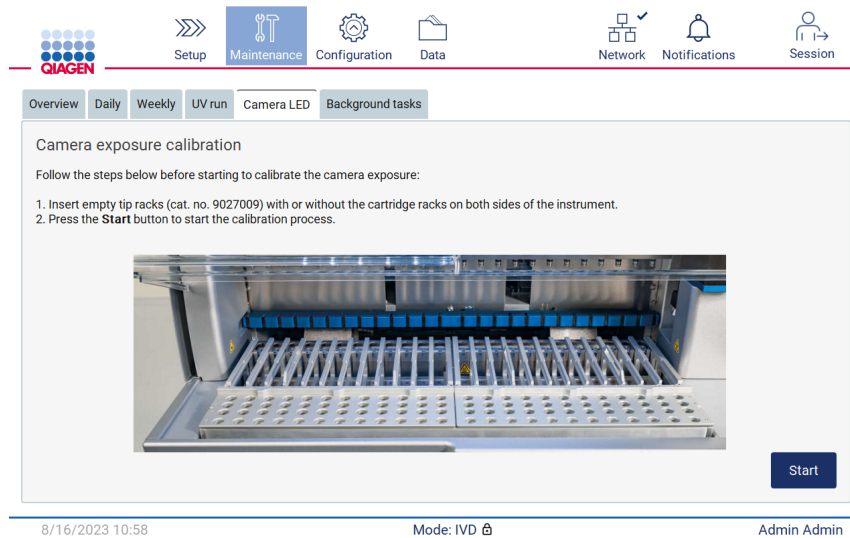 Setup
Maintenance
Configuration
Data
Network
Notifications
Session
QIAGEN
Overview
Daily
Weekly
UV run
Camera LED
Background tasks
Camera exposure calibration
Follow the steps below before starting to calibrate the camera exposure:
1. Insert empty tip racks (cat. no. 9027009) with or without the cartridge racks on both sides of the instrument.
2. Press the Start button to start the calibration process.
Start
8/16/2023 10:58
Mode: IVD
Admin Admin